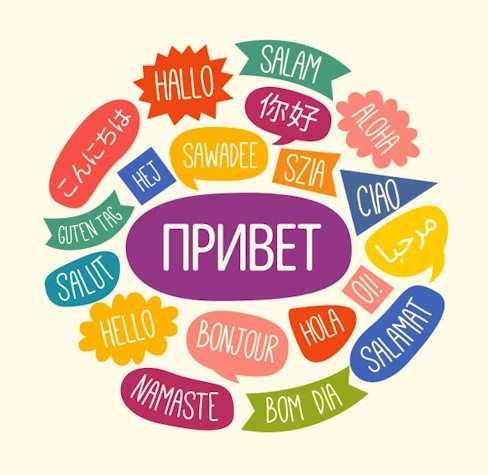 SALAM
HALLO
你好
ALOHA
こんにちは
SAWADEE
SZIA
HEJ
CIAO
GUTEN TAG
ПРИВЕТ
مرحبا
SALUT
OI!
HELLO
BONJOUR
HOLA
SALAMAT
NAMASTE
BOM DIA